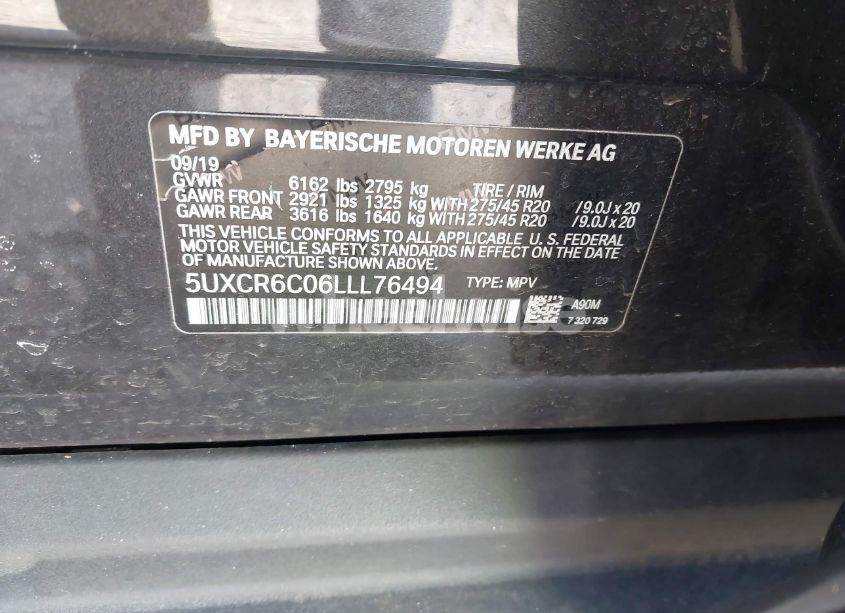 MFD BY BAYERISCHE MOTOREN WERKE AG
09/19
GVWR 6162 lbs 2795 kg TIRE / RIM
GAWR FRONT 2921 lbs 1325 kg WITH 275/45 R20 / 9.0J x 20
GAWR REAR 3616 lbs 1640 kg WITH 275/45 R20 / 9.0J x 20
THIS VEHICLE CONFORMS TO ALL APPLICABLE U. S. FEDERAL
MOTOR VEHICLE SAFETY STANDARDS IN EFFECT ON THE DATE
OF MANUFACTURE SHOWN ABOVE.
5UXCR6C06LLL76494 TYPE: MPV
A90M
7 320 729